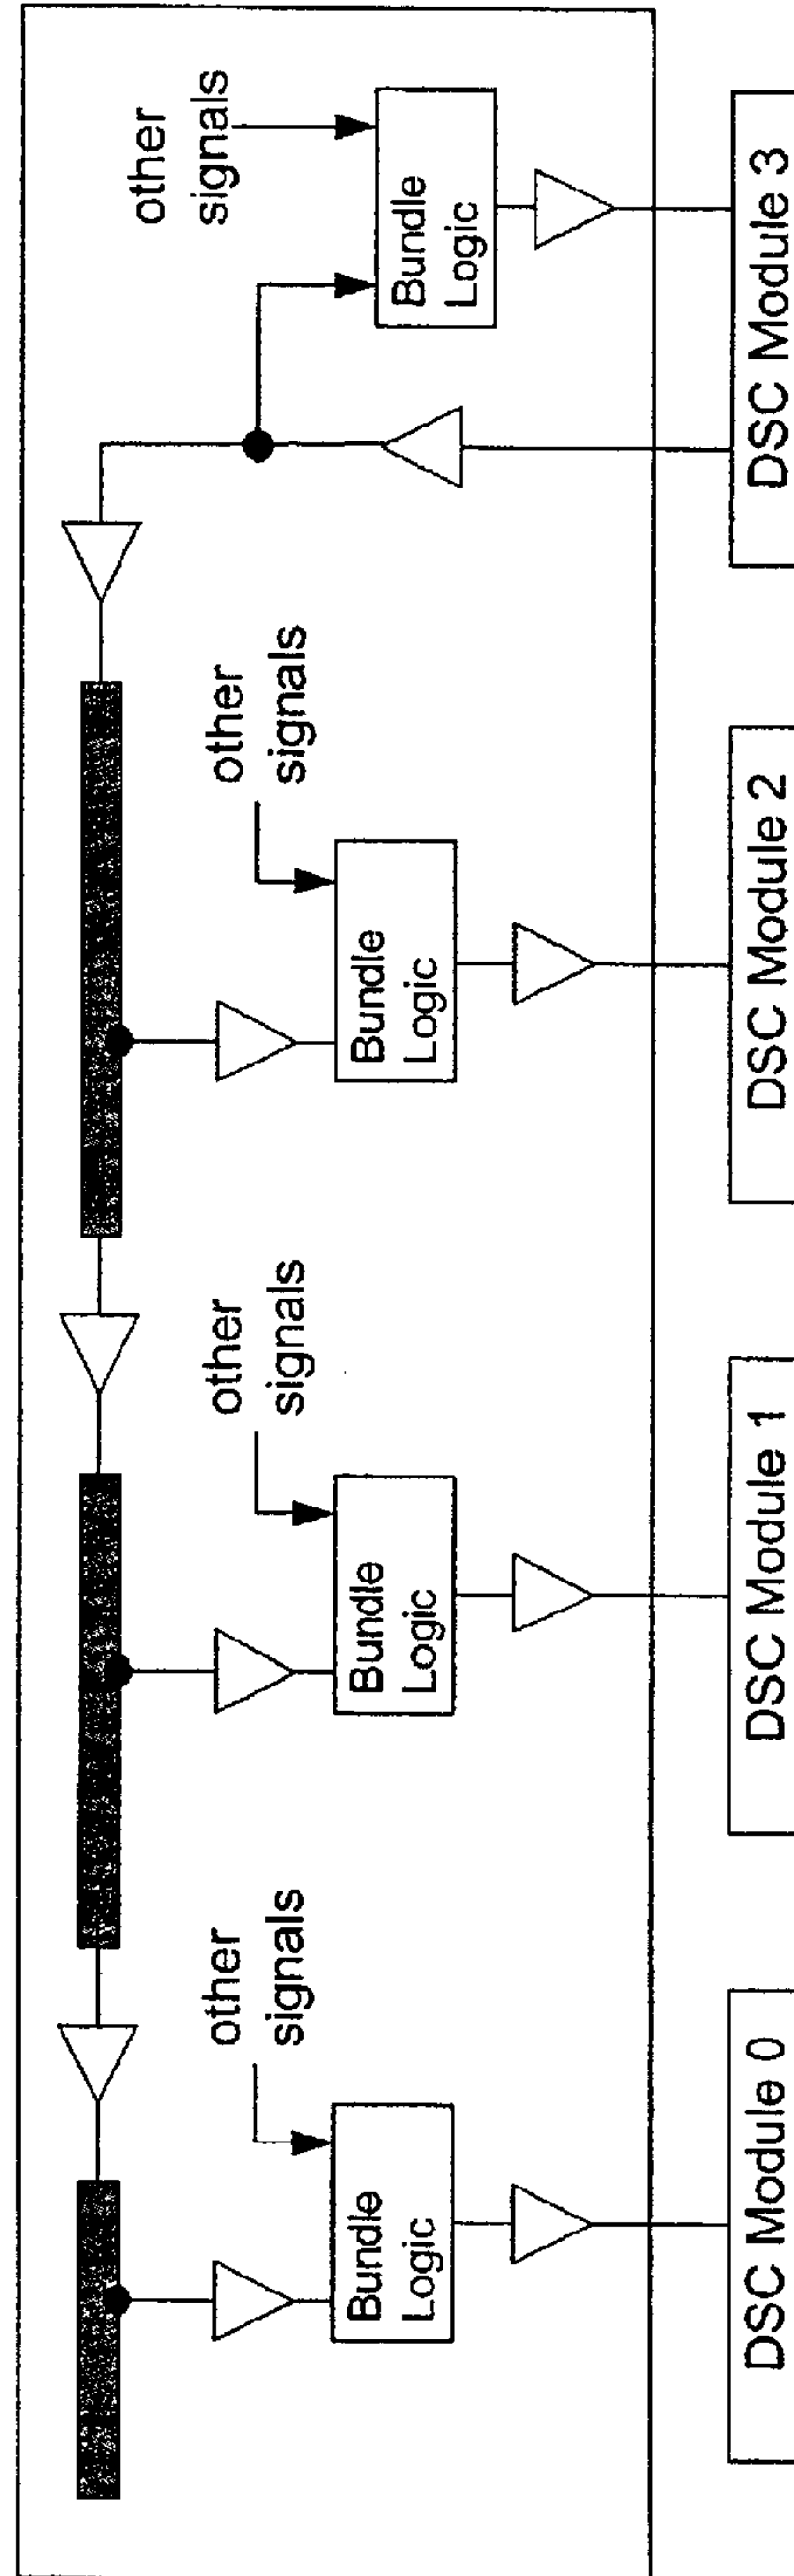 other
signals
Bundle
Logic
DSC Module 0
other
signals
Bundle
Logic
DSC Module 1
other
signals
Bundle
Logic
DSC Module 2
other
signals
Bundle
Logic
DSC Module 3